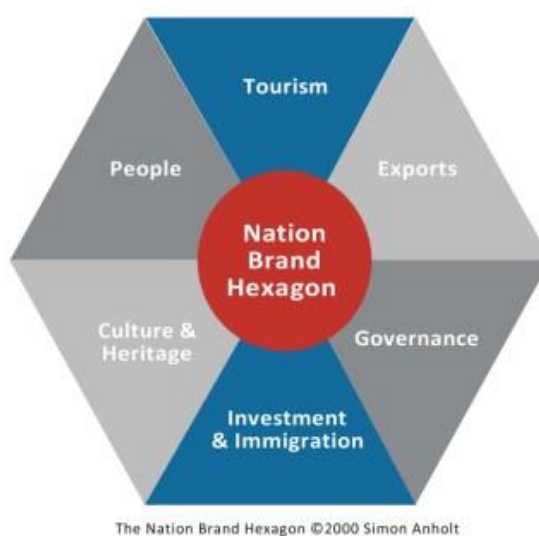 Tourism
People
Exports
Nation
Brand
Hexagon
Culture &
Heritage
Governance
Investment
& Immigration
The Nation Brand Hexagon ©2000 Simon Anholt